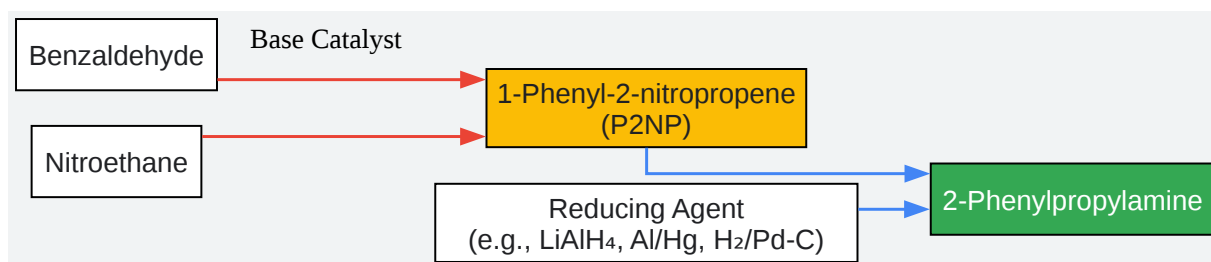 Benzaldehyde
Base Catalyst
1-Phenyl-2-nitropropene
(P2NP)
Nitroethane
2-Phenylpropylamine
Reducing Agent
(e.g., LiAlH₄, Al/Hg, H₂/Pd-C)